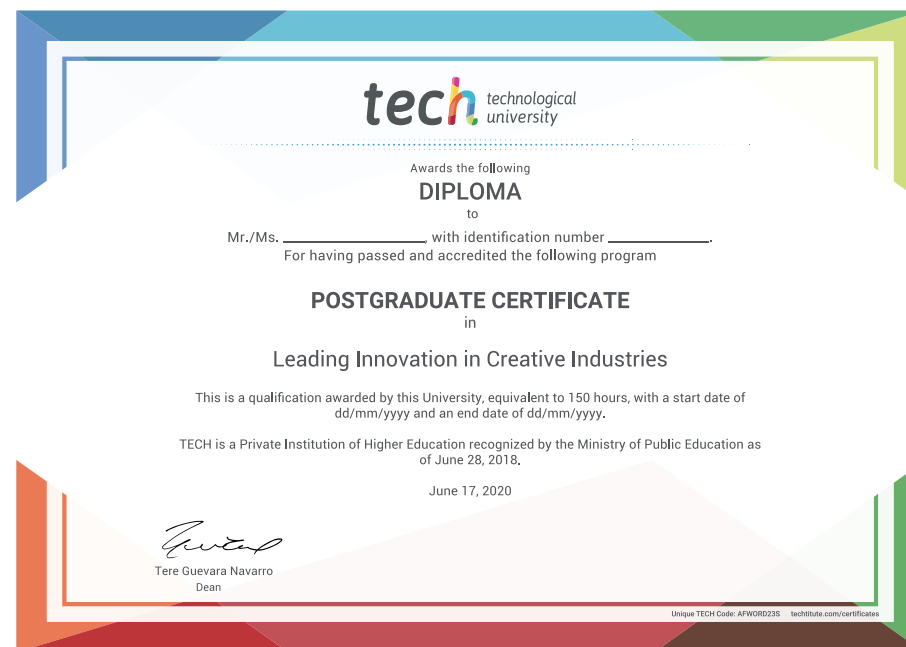 tech technological
university
Awards the following
DIPLOMA
to
Mr./Ms. ____________________, with identification number ______________.
For having passed and accredited the following program
POSTGRADUATE CERTIFICATE
in
Leading Innovation in Creative Industries
This is a qualification awarded by this University, equivalent to 150 hours, with a start date of
dd/mm/yyyy and an end date of dd/mm/yyyy.
TECH is a Private Institution of Higher Education recognized by the Ministry of Public Education as
of June 28, 2018.
June 17, 2020
Tere Guevara Navarro
Dean
Unique TECH Code: AFWORD23S techtitute.com/certificates